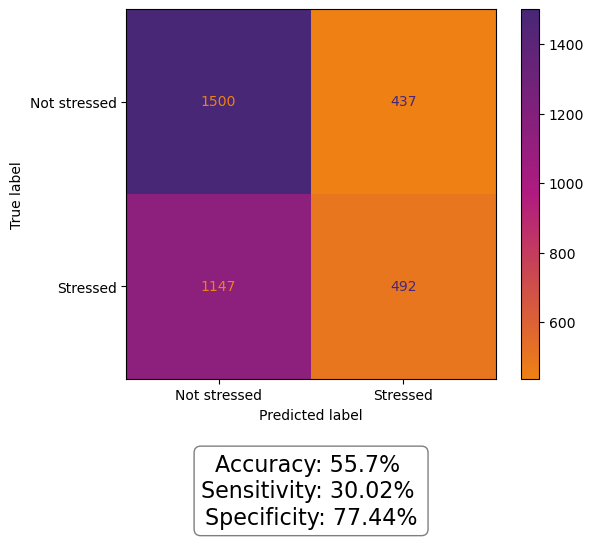 Not stressed
1500
437
True label
Stressed
1147
492
Not stressed
Stressed
Predicted label
1400
1200
1000
800
600
Accuracy: 55.7%
Sensitivity: 30.02%
Specificity: 77.44%